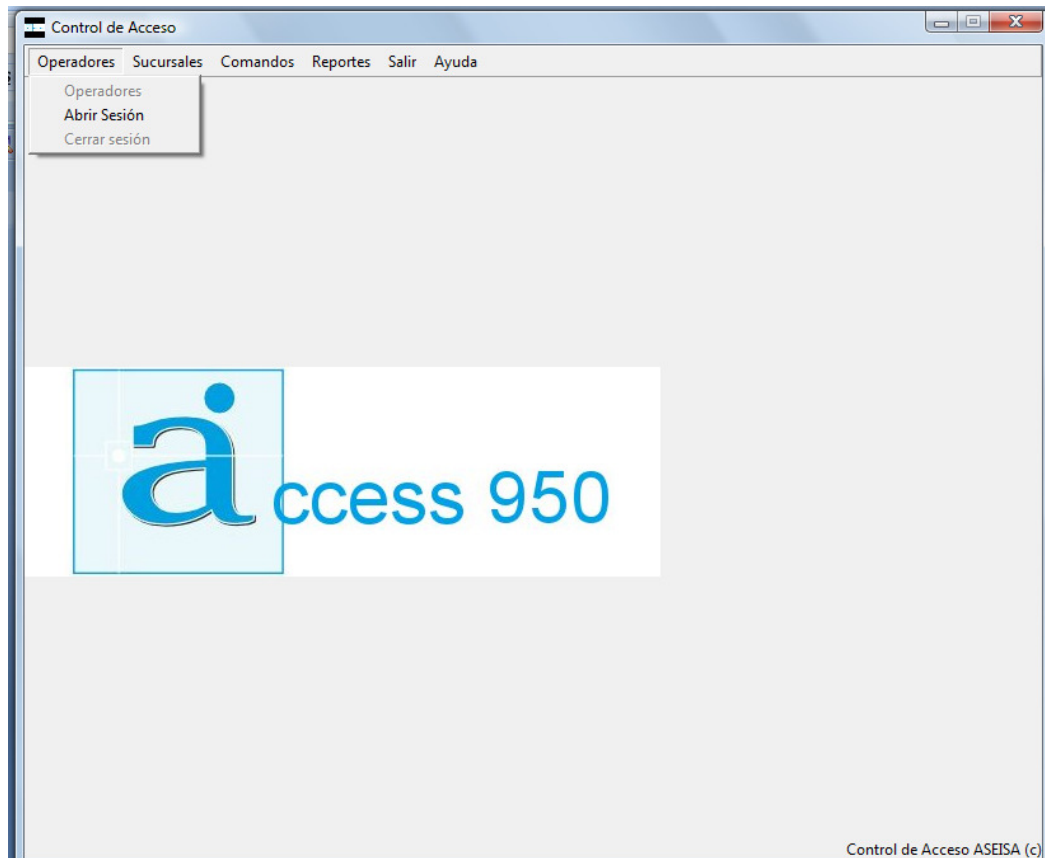 Control de Acceso
Operadores Sucursales Comandos Reportes Salir Ayuda
Operadores
Abrir Sesión
Cerrar sesión
access 950
Control de Acceso ASEISA (c)